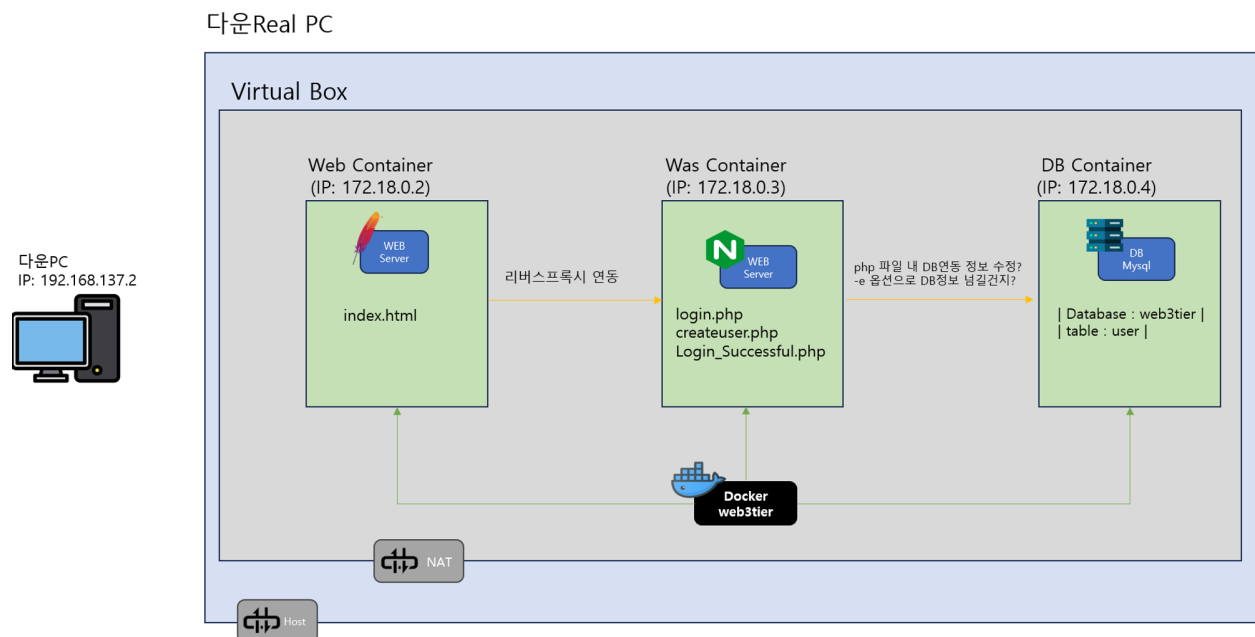 다운Real PC
Virtual Box
Web Container
(IP: 172.18.0.2)
Was Container
(IP: 172.18.0.3)
DB Container
(IP: 172.18.0.4)
WEB
Server
N
WEB
Server
DB
Mysql
다운PC
IP: 192.168.137.2
index.html
리버스프록시 연동
login.php
createuser.php
Login_Successful.php
php 파일 내 DB연동 정보 수정?
-e 옵션으로 DB정보 넘길건지?
| Database : web3tier |
| table : user |
Docker
web3tier
NAT
Host